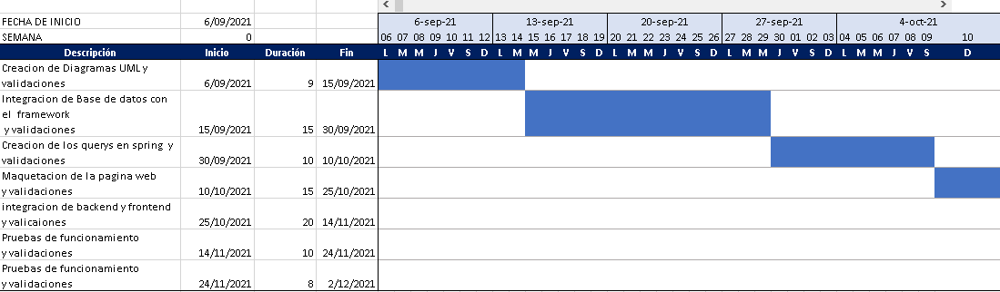 6-sep-21 13-sep-21 20-sep-21 27-sep-21 4-oct-21
FECHA DE INICIO 6/09/2021
SEMANA 0 06 07 08 09 10 11 12 13 14 15 16 17 18 19 20 21 22 23 24 25 26 27 28 29 30 01 02 03 04 05 06 07 08 09 10
Descripción Inicio Duración Fin L M M J V S D L M M J V S D L M M J V S D L M M J V S D L M M J V S D
Creacion de Diagramas UML y
validaciones 6/09/2021 9 15/09/2021
Integracion de Base de datos con
el framework
y validaciones 15/09/2021 15 30/09/2021
Creacion de los querys en spring y
validaciones 30/09/2021 10 10/10/2021
Maquetacion de la pagina web
y validaciones 10/10/2021 15 25/10/2021
integracion de backend y frontend
y valicaiones 25/10/2021 20 14/11/2021
Pruebas de funcionamiento
y validaciones 14/11/2021 10 24/11/2021
Pruebas de funcionamiento
y validaciones 24/11/2021 8 2/12/2021